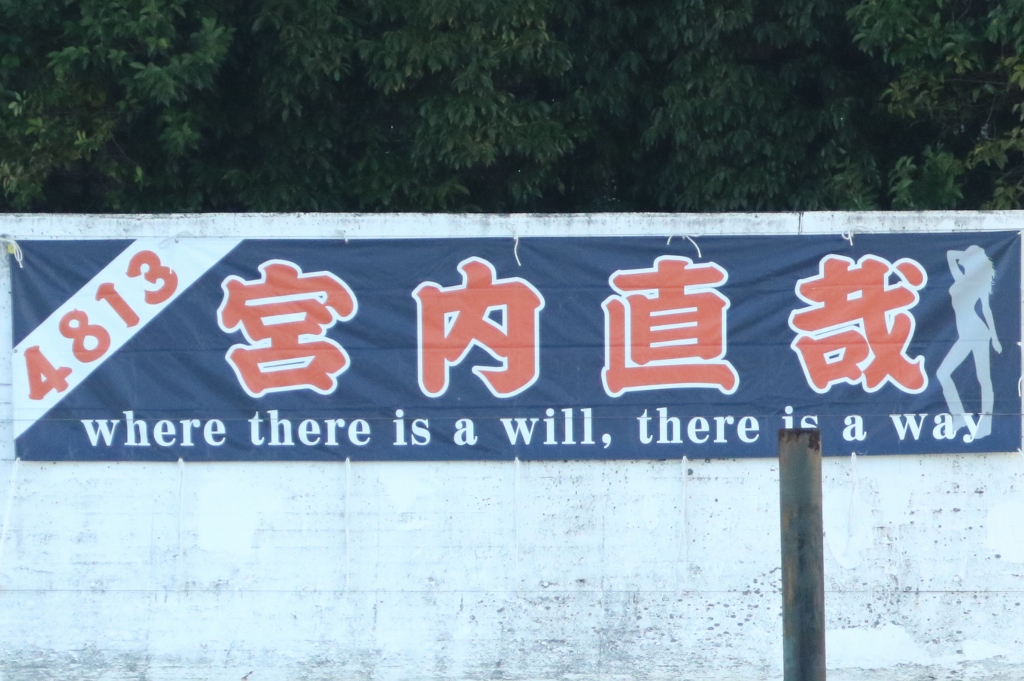 4813
宮内直哉
where there is a will, there is a way